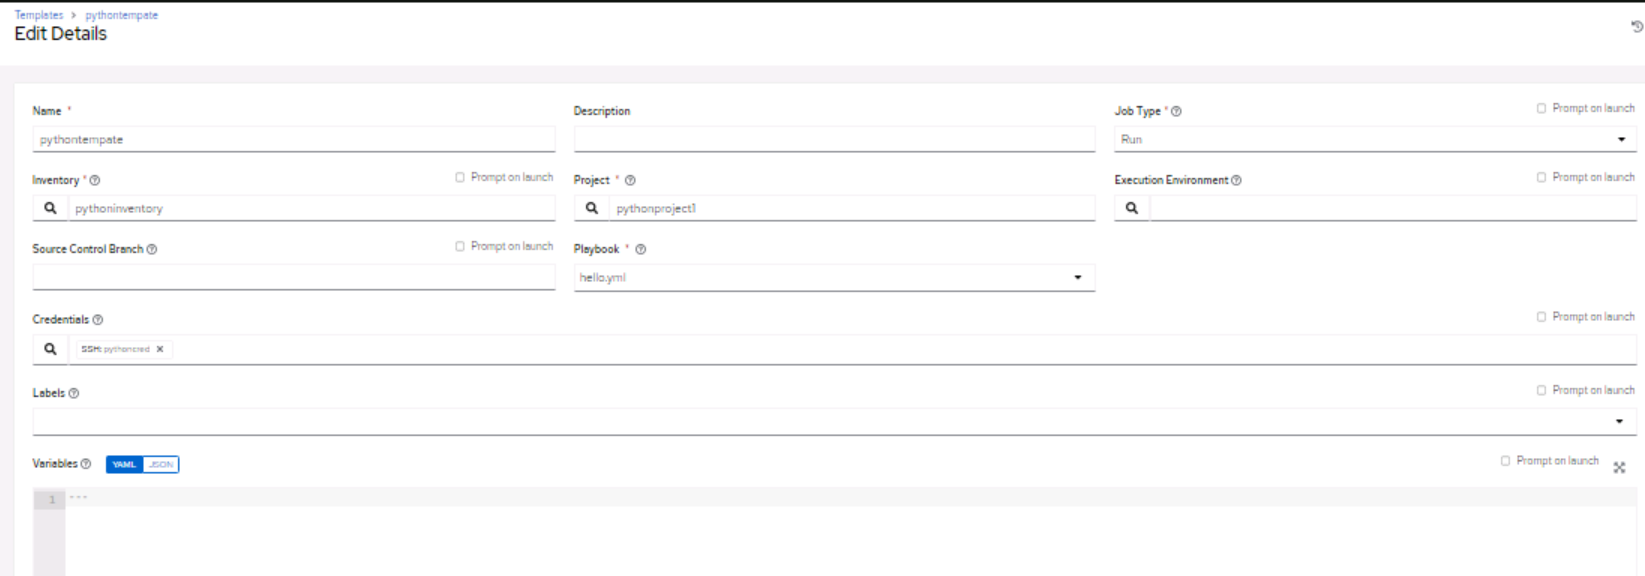 Templates > pythontempate
Edit Details
Name * Description Job Type * Prompt on launch
pythontempate Run
Inventory * Prompt on launch Project * Execution Environment Prompt on launch
pythoninventory pythonproject1
Source Control Branch Prompt on launch Playbook *
hello.yml
Credentials Prompt on launch
SSH: pythoncred ×
Labels Prompt on launch
Variables YAML JSON Prompt on launch
1 ---